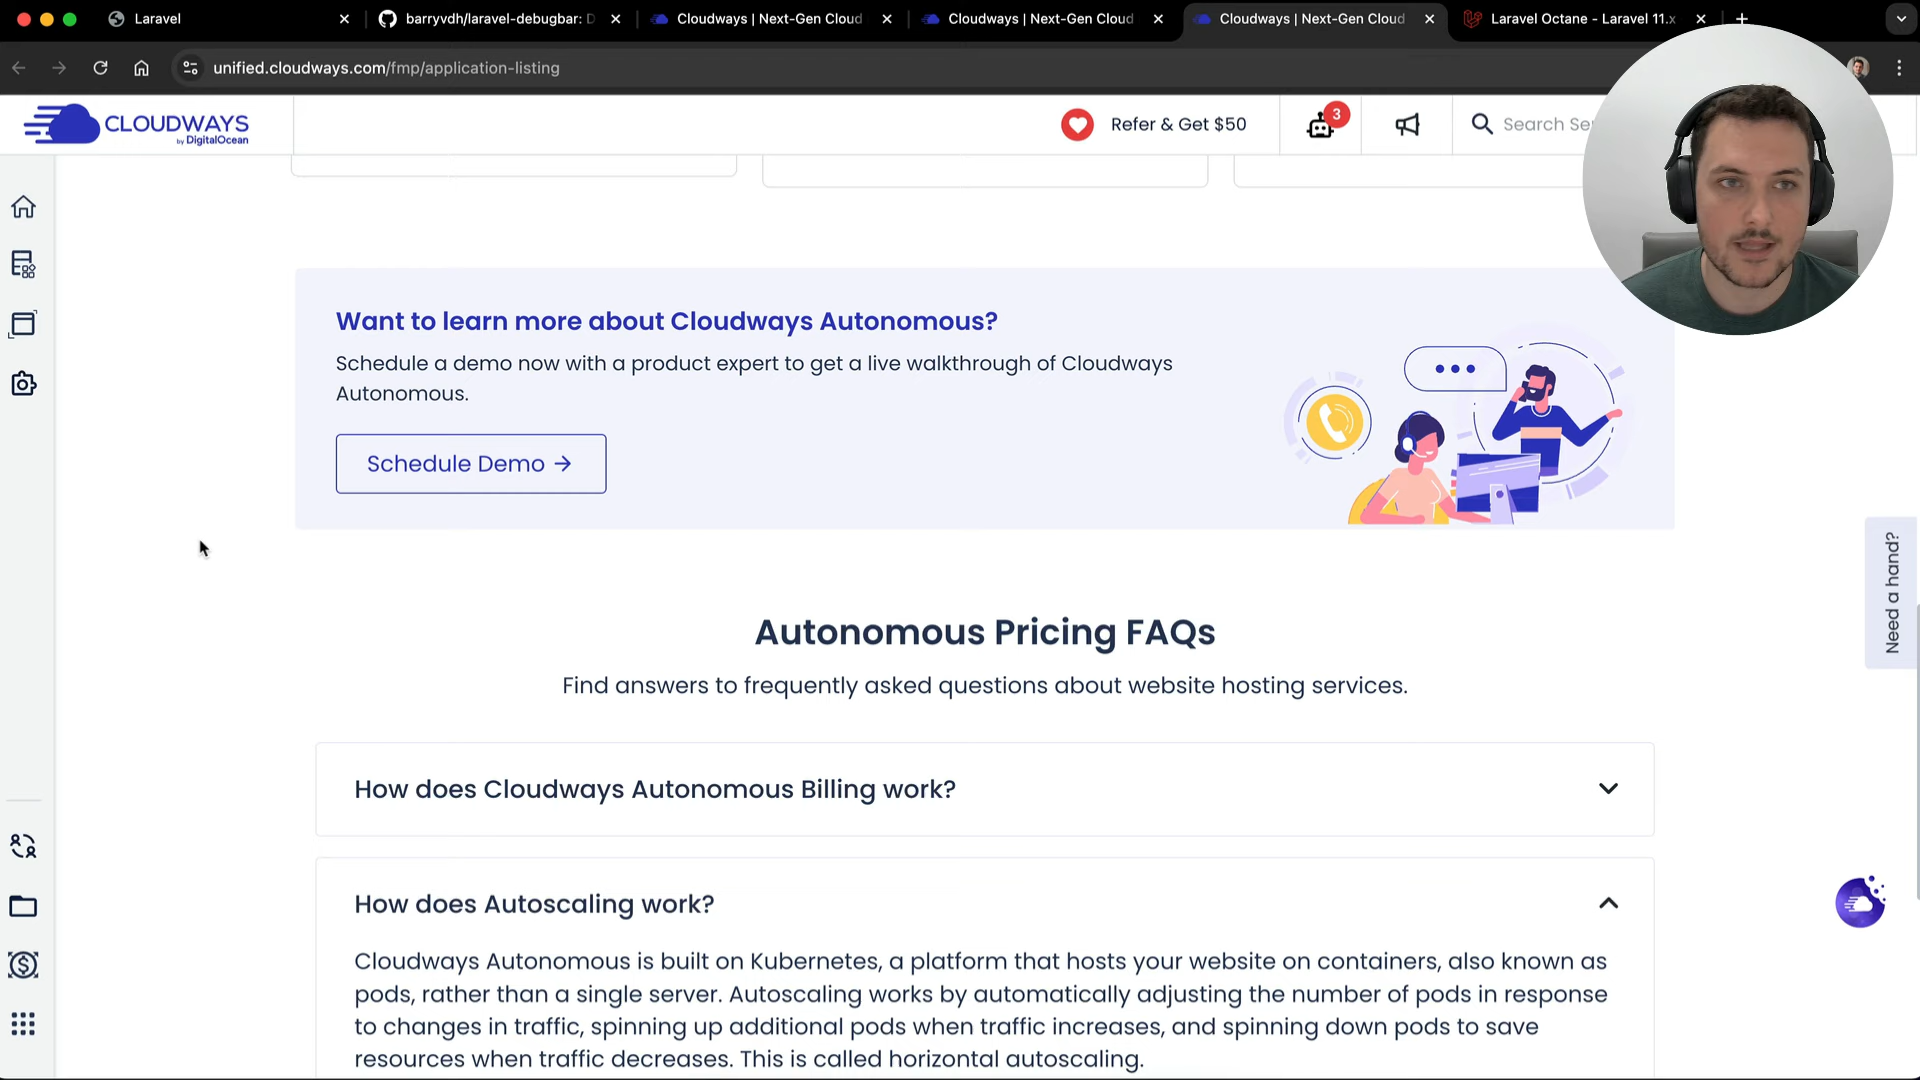 Laravel
barryvdh/laravel-debugbar: D
Cloudways | Next-Gen Cloud
Cloudways | Next-Gen Cloud
Cloudways | Next-Gen Cloud
Laravel Octane - Laravel 11.x
unified.cloudways.com/fmp/application-listing
CLOUDWAYS
by DigitalOcean
Refer & Get $50
3
Search Se
Want to learn more about Cloudways Autonomous?
Schedule a demo now with a product expert to get a live walkthrough of Cloudways
Autonomous.
Schedule Demo →
Need a hand?
Autonomous Pricing FAQs
Find answers to frequently asked questions about website hosting services.
How does Cloudways Autonomous Billing work?
How does Autoscaling work?
Cloudways Autonomous is built on Kubernetes, a platform that hosts your website on containers, also known as
pods, rather than a single server. Autoscaling works by automatically adjusting the number of pods in response
to changes in traffic, spinning up additional pods when traffic increases, and spinning down pods to save
resources when traffic decreases. This is called horizontal autoscaling.